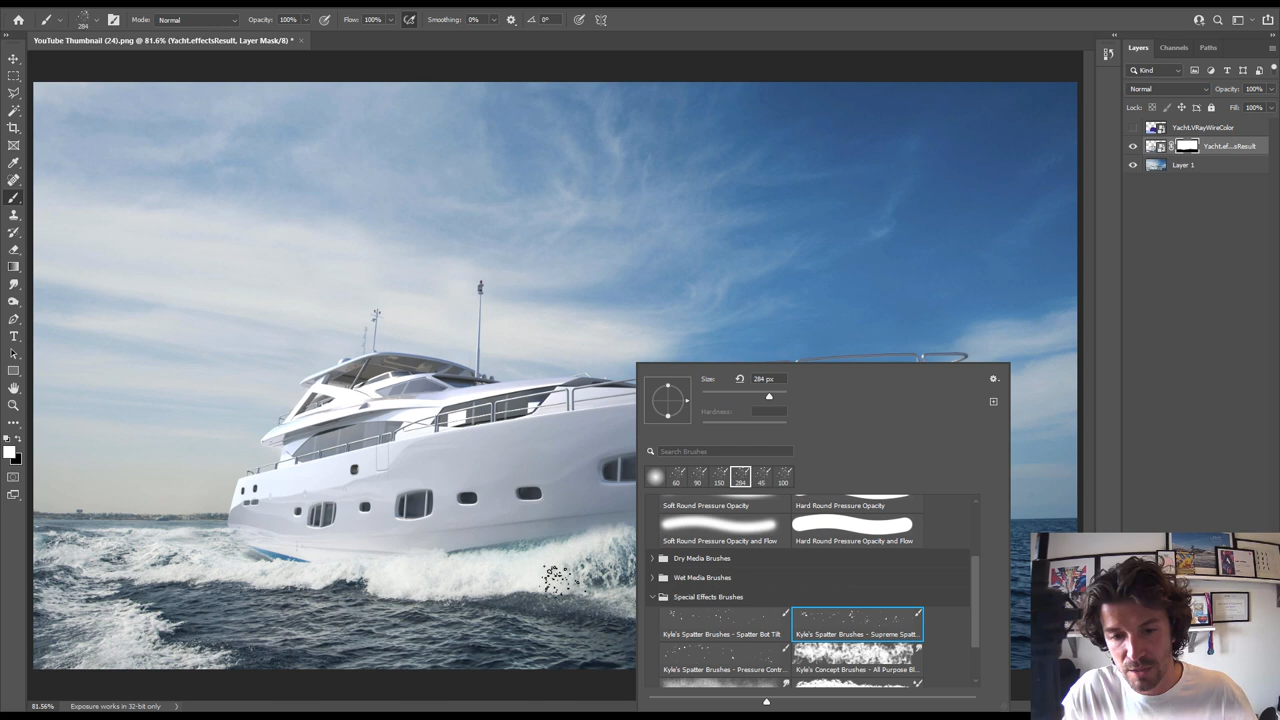 284
Mode: Normal
Opacity: 100%
Flow: 100%
Smoothing: 0%
0°
YouTube Thumbnail (24).png @ 81.6% (Yacht.effectsResult, Layer Mask/8) *
Layers
Channels
Paths
Kind
Normal
Opacity: 100%
Lock:
Fill: 100%
Yacht.VRayWireColor
Yacht.ef...sResult
Layer 1
Size:
284 px
Hardness:
Search Brushes
60
90
150
284
45
100
Soft Round Pressure Opacity
Hard Round Pressure Opacity
Soft Round Pressure Opacity and Flow
Hard Round Pressure Opacity and Flow
Dry Media Brushes
Wet Media Brushes
Special Effects Brushes
Kyle's Spatter Brushes - Spatter Bot Tilt
Kyle's Spatter Brushes - Supreme Spatt...
Kyle's Spatter Brushes - Pressure Contr...
Kyle's Concept Brushes - All Purpose Bl...
81.56%
Exposure works in 32-bit only